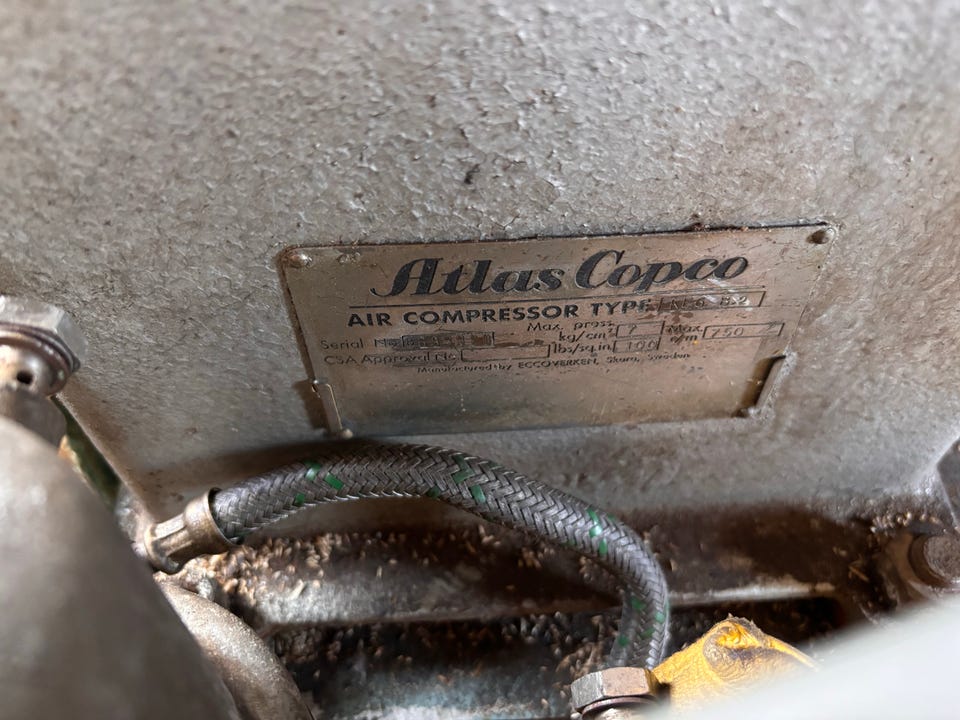 Atlas Copco
AIR COMPRESSOR TYPE
Serial No Max. press. kg/cm² 7 Max. r/m 750
CSA Approval No lbs/sq.in 100
Manufactured by ECCOVERKEN, Skara, Sweden